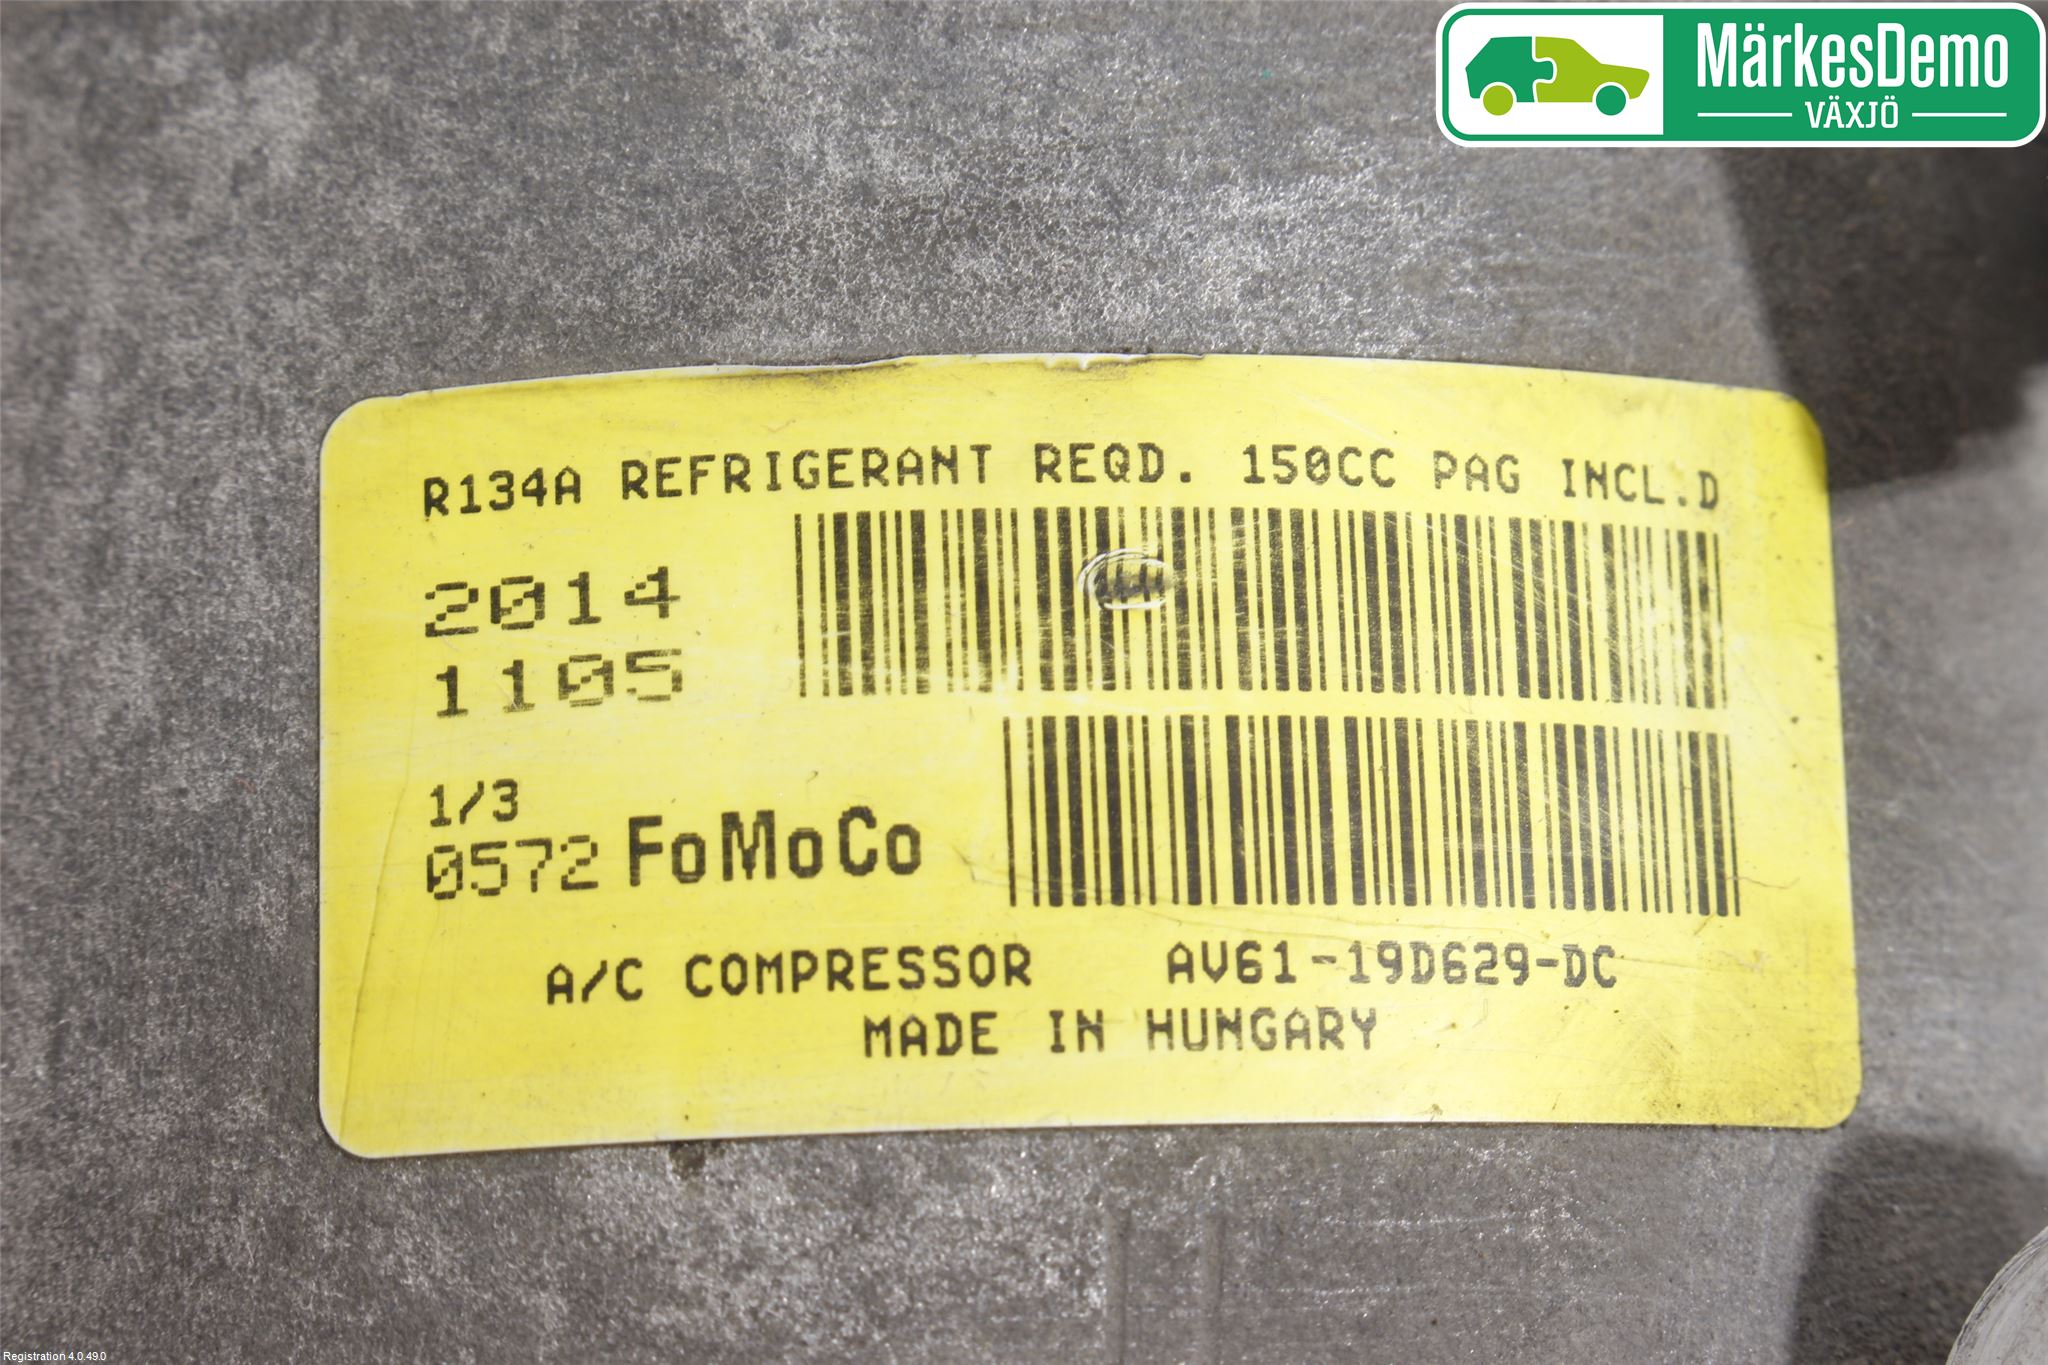 MärkesDemo
VÄXJÖ
R134A REFRIGERANT REQD. 150CC PAG INCL.D
2014
1105
1/3
0572 FoMoCo
A/C COMPRESSOR AV61-19D629-DC
MADE IN HUNGARY
Registration 4.0.49.0